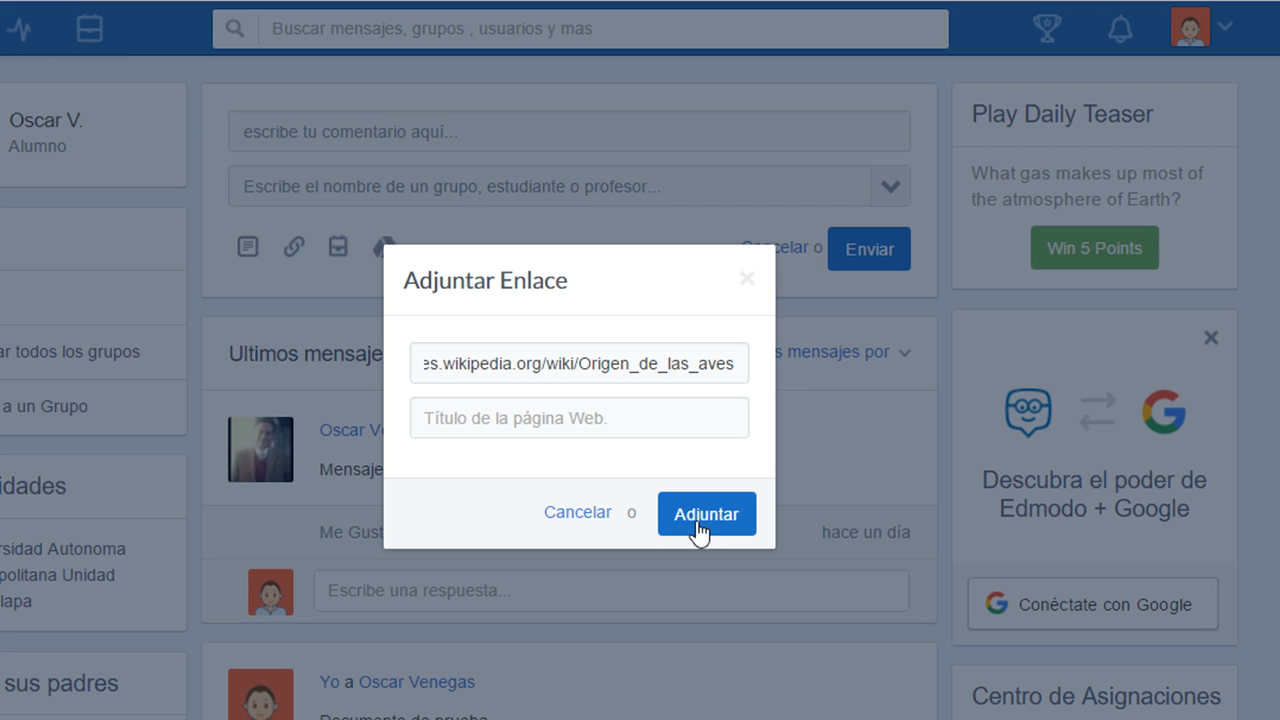 Buscar mensajes, grupos , usuarios y mas
Oscar V.
Alumno
ar todos los grupos
a un Grupo
idades
rsidad Autonoma
politana Unidad
lapa
sus padres
escribe tu comentario aquí...
Escribe el nombre de un grupo, estudiante o profesor...
Cancelar o
Enviar
Adjuntar Enlace
es.wikipedia.org/wiki/Origen_de_las_aves
Título de la página Web.
Cancelar o Adjuntar
Ultimos mensaje
s mensajes por
Oscar V
Mensaje
Me Gust
hace un día
Escribe una respuesta...
Yo a Oscar Venegas
Documento de prueba
Play Daily Teaser
What gas makes up most of
the atmosphere of Earth?
Win 5 Points
Descubra el poder de
Edmodo + Google
Conéctate con Google
Centro de Asignaciones